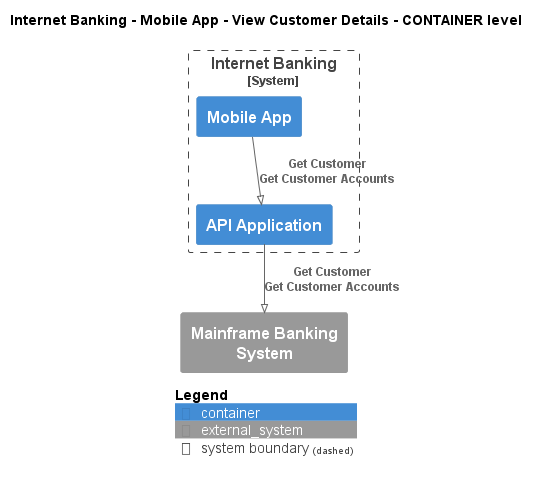 Internet Banking - Mobile App - View Customer Details - CONTAINER level
Internet Banking
[System]
Mobile App
Get Customer
Get Customer Accounts
API Application
Get Customer
Get Customer Accounts
Mainframe Banking
System
Legend
container
external_system
system boundary (dashed)